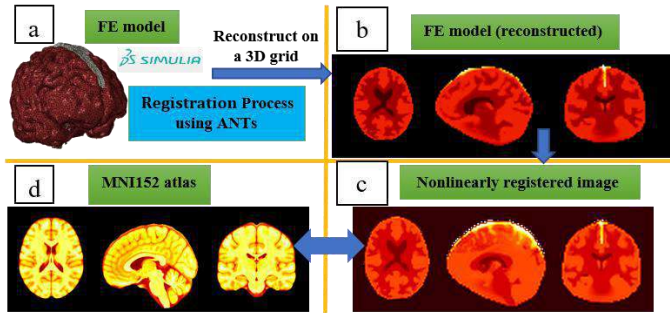 a
FE model
DS SIMULIA
Registration Process
using ANTs
Reconstruct on
a 3D grid
b
FE model (reconstructed)
d
MNI152 atlas
c
Nonlinearly registered image